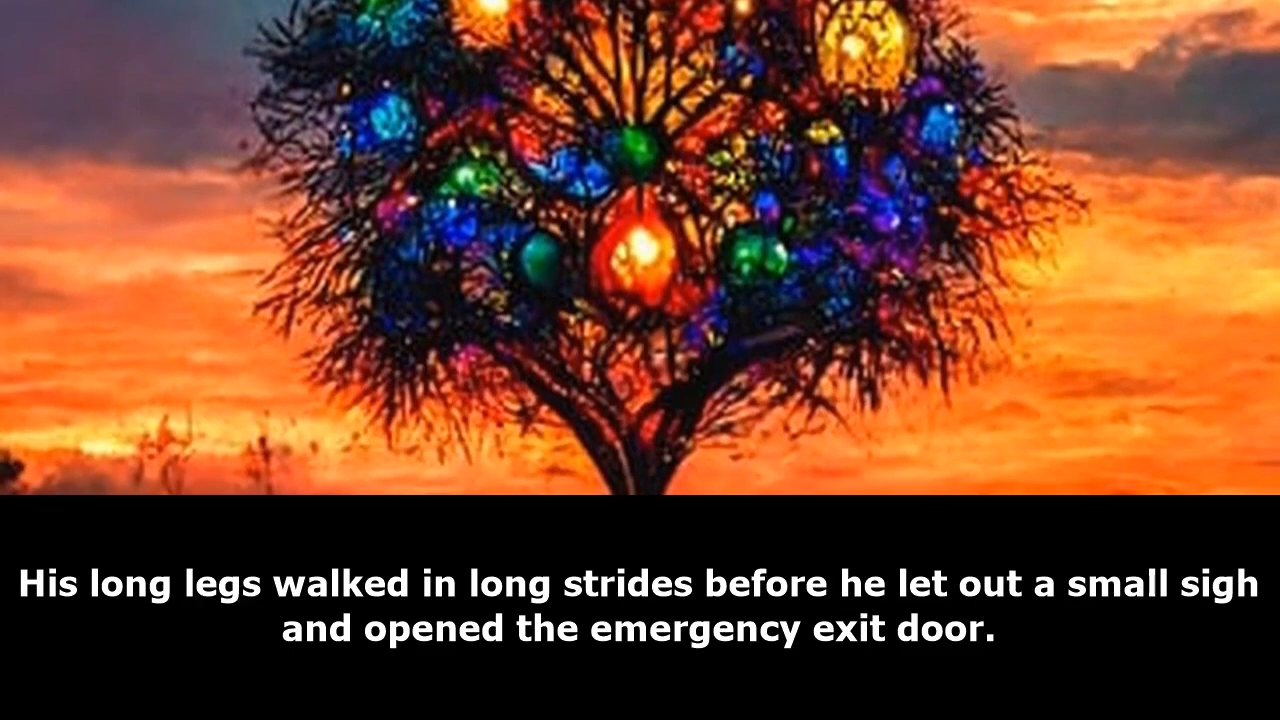 His long legs walked in long strides before he let out a small sigh
and opened the emergency exit door.